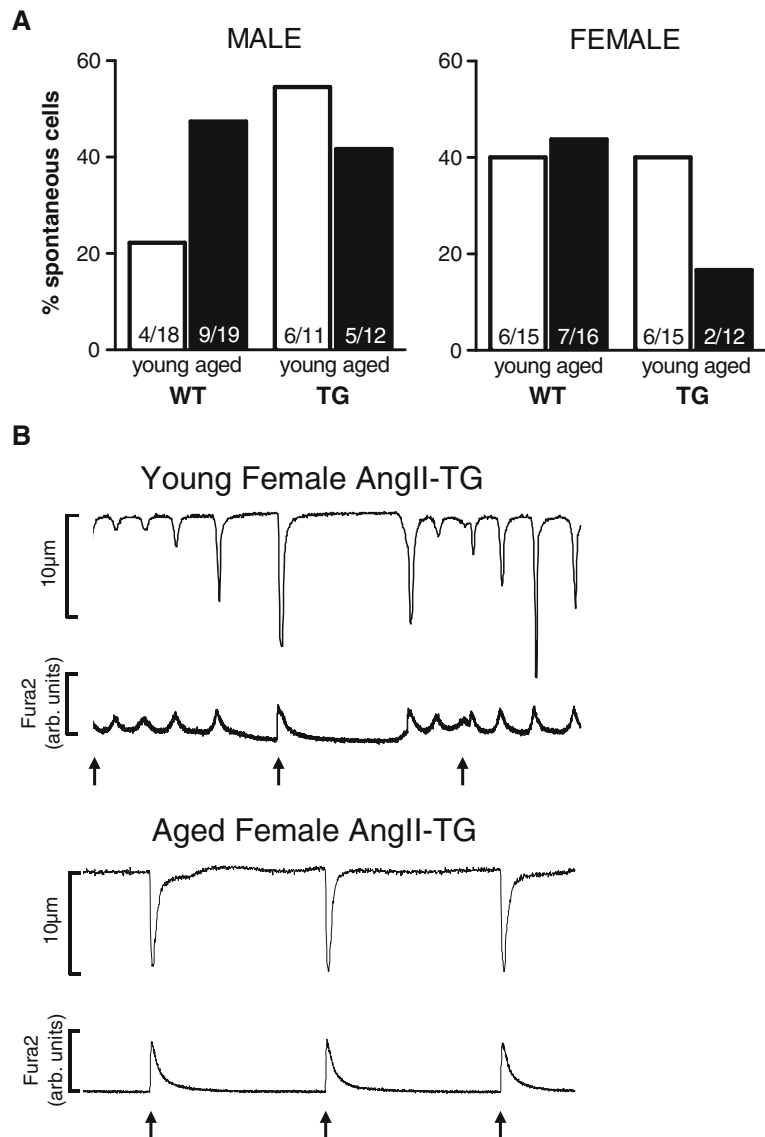 A
MALE
FEMALE
% spontaneous cells
60
40
20
0
4/18
9/19
6/11
5/12
young aged
young aged
WT
TG
60
40
20
0
6/15
7/16
6/15
2/12
young aged
young aged
WT
TG
B
Young Female AngII-TG
10µm
Fura2
(arb. units)
Aged Female AngII-TG
10µm
Fura2
(arb. units)